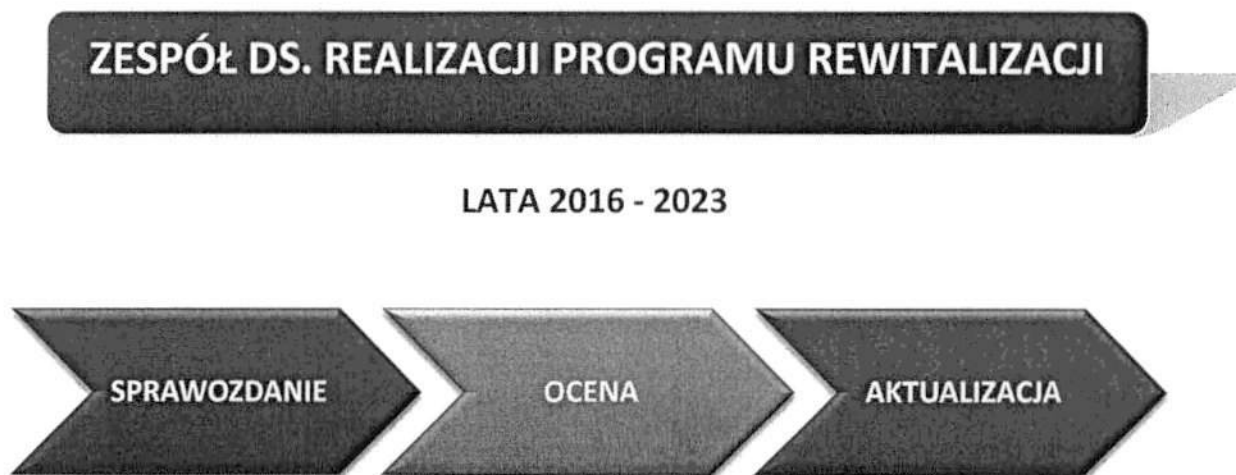 ZESPÓŁ DS. REALIZACJI PROGRAMU REWITALIZACJI
LATA 2016 - 2023
SPRAWOZDANIE
OCENA
AKTUALIZACJA